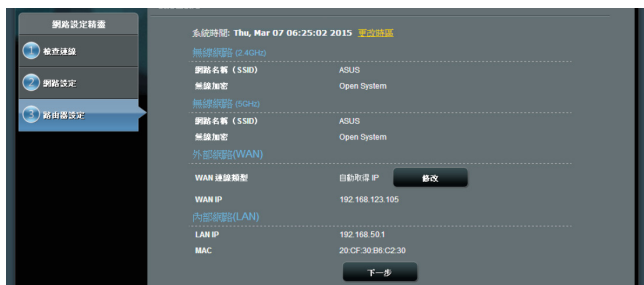 網路設定精靈
1 檢查連線
2 網路設定
3 路由器設定
系統時間: Thu, Mar 07 06:25:02 2015 更改時區
無線網路 (2.4GHz)
網路名稱（SSID） ASUS
無線加密 Open System
無線網路 (5GHz)
網路名稱（SSID） ASUS
無線加密 Open System
外部網路(WAN)
WAN 連線類型 自動取得 IP 修改
WAN IP 192.168.123.105
內部網路(LAN)
LAN IP 192.168.50.1
MAC 20:CF:30:B6:C2:30
下一步